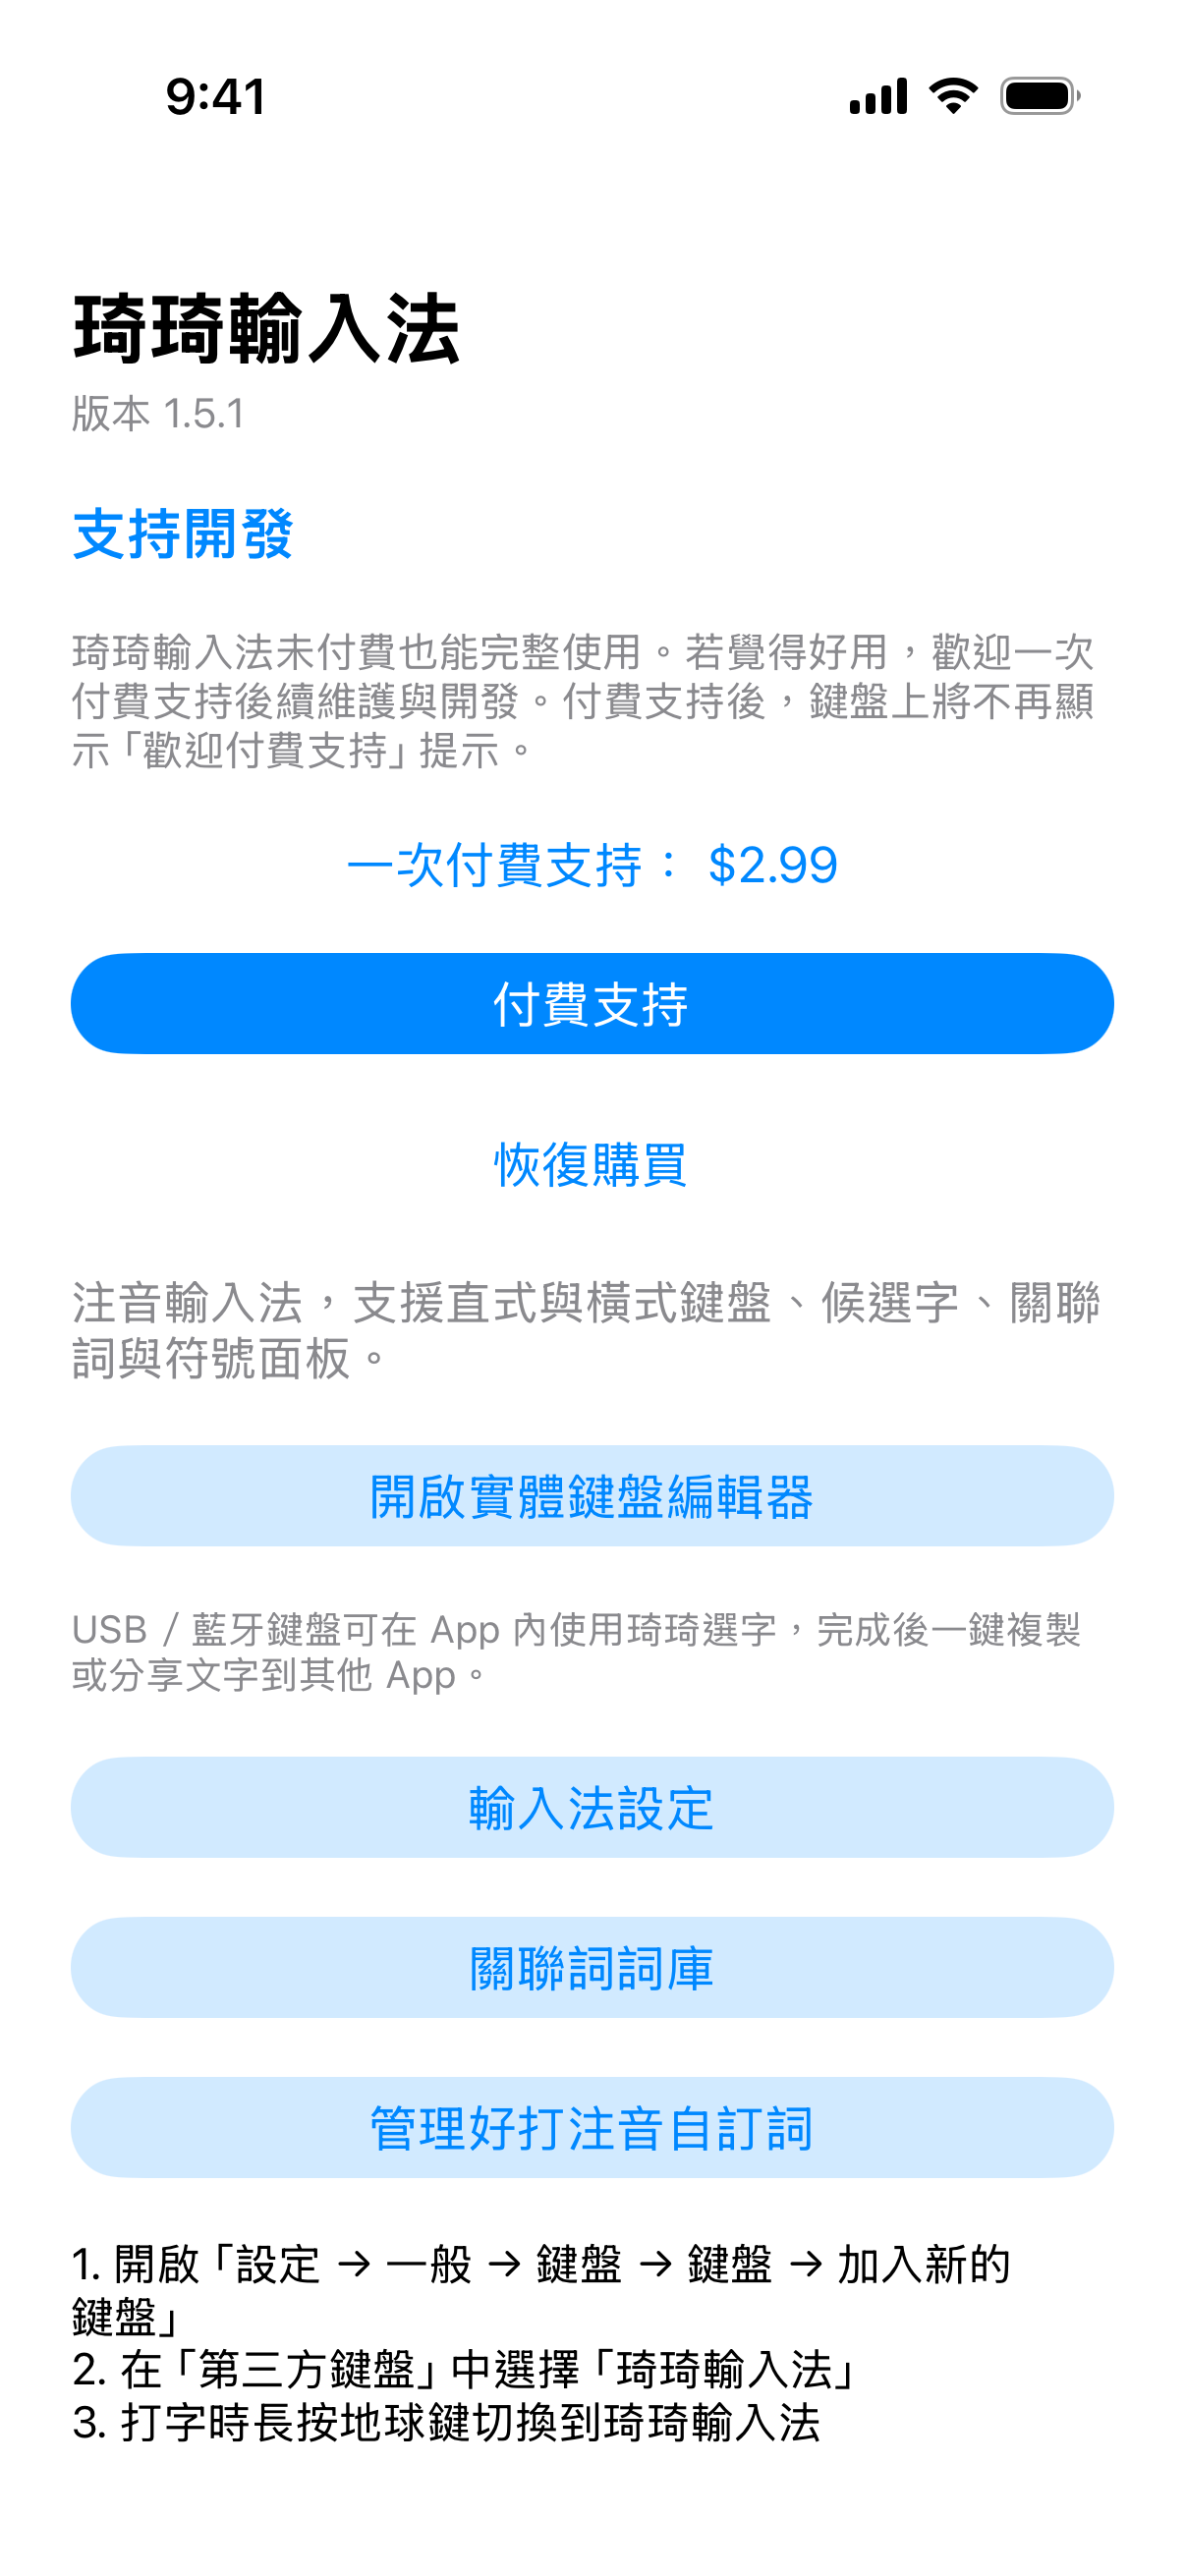 9:41
琦琦輸入法
版本 1.5.1
支持開發
琦琦輸入法未付費也能完整使用。若覺得好用，歡迎一次
付費支持後續維護與開發。付費支持後，鍵盤上將不再顯
示「歡迎付費支持」提示。
一次付費支持： $2.99
付費支持
恢復購買
注音輸入法，支援直式與橫式鍵盤、候選字、關聯
詞與符號面板。
開啟實體鍵盤編輯器
USB／藍牙鍵盤可在 App 內使用琦琦選字，完成後一鍵複製
或分享文字到其他 App。
輸入法設定
關聯詞詞庫
管理好打注音自訂詞
1. 開啟「設定 → 一般 → 鍵盤 → 鍵盤 → 加入新的
鍵盤」
2. 在「第三方鍵盤」中選擇「琦琦輸入法」
3. 打字時長按地球鍵切換到琦琦輸入法